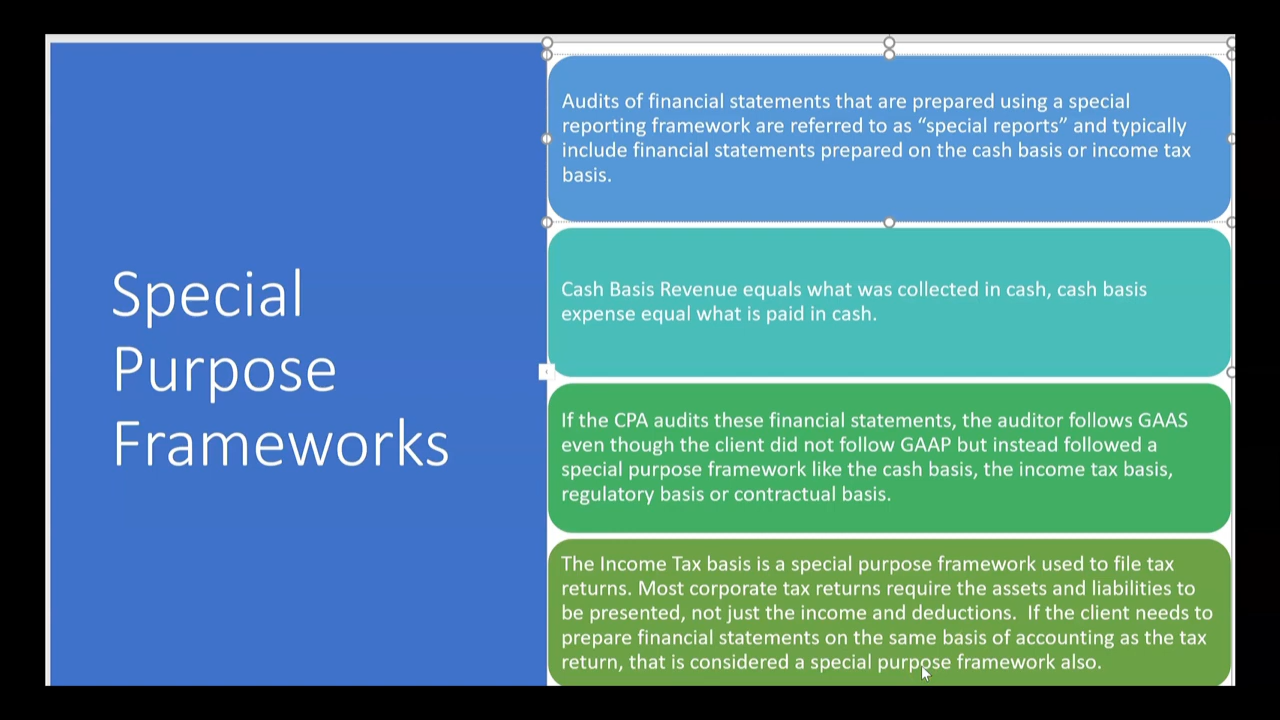 Special
Purpose
Frameworks
Audits of financial statements that are prepared using a special
reporting framework are referred to as “special reports” and typically
include financial statements prepared on the cash basis or income tax
basis.
Cash Basis Revenue equals what was collected in cash, cash basis
expense equal what is paid in cash.
If the CPA audits these financial statements, the auditor follows GAAS
even though the client did not follow GAAP but instead followed a
special purpose framework like the cash basis, the income tax basis,
regulatory basis or contractual basis.
The Income Tax basis is a special purpose framework used to file tax
returns. Most corporate tax returns require the assets and liabilities to
be presented, not just the income and deductions.  If the client needs to
prepare financial statements on the same basis of accounting as the tax
return, that is considered a special purpose framework also.